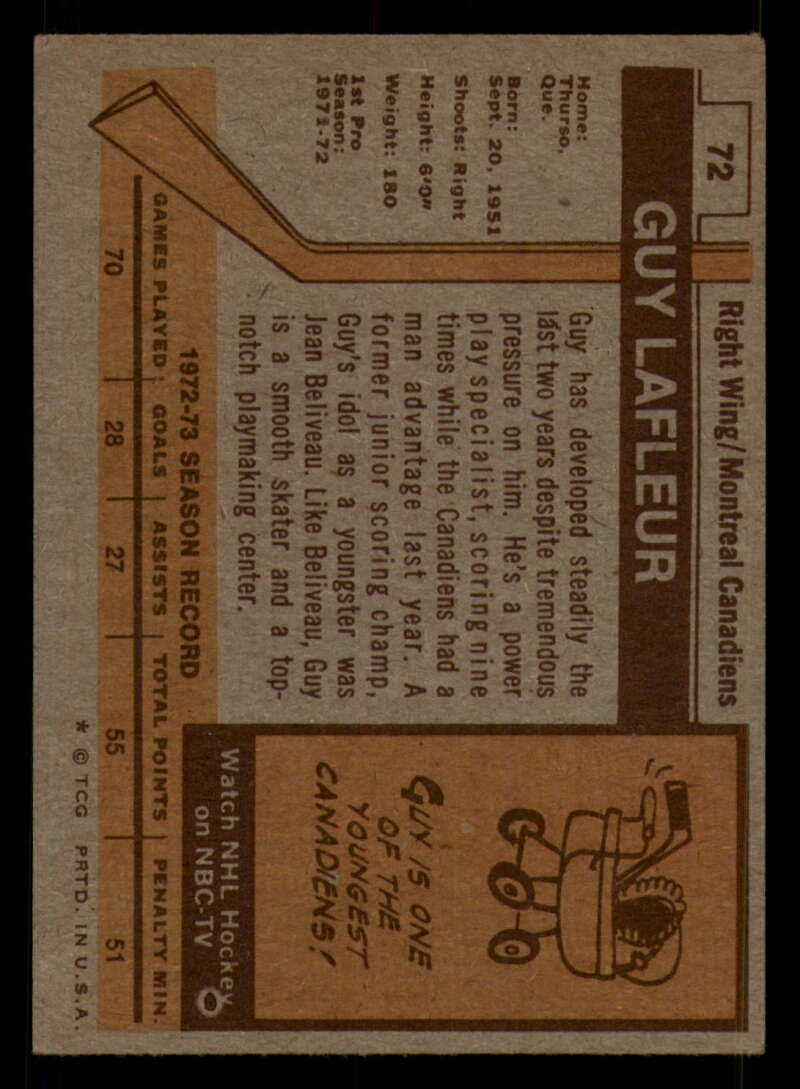 72
Right Wing/Montreal Canadiens
GUY LAFLEUR
Home:
Thurso,
Que.
Born:
Sept. 20, 1951
Shoots: Right
Height: 6'0"
Weight: 180
1st Pro
Season:
1971-72
Guy has developed steadily the
last two years despite tremendous
pressure on him. He's a power
play specialist, scoring nine
times while the Canadiens had a
man advantage last year. A
former junior scoring champ,
Guy's idol as a youngster was
Jean Beliveau. Like Beliveau, Guy
is a smooth skater and a top-
notch playmaking center.
GUY IS ONE
OF THE
YOUNGEST
CANADIENS!
Watch NHL Hockey
on NBC-TV
1972-73 SEASON RECORD
GAMES PLAYED GOALS ASSISTS TOTAL POINTS PENALTY MIN.
70 28 27 55 51
* © TCG PRTD. IN U.S.A.